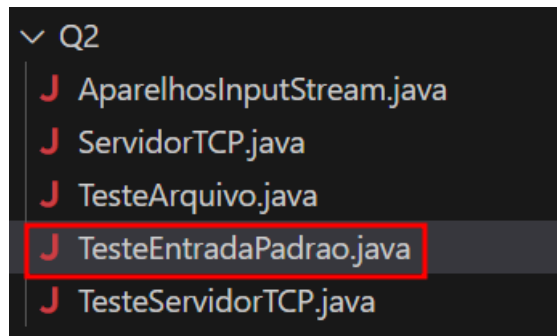 Q2
J AparelhosInputStream.java
J ServidorTCP.java
J TesteArquivo.java
J TesteEntradaPadrao.java
J TesteServidorTCP.java